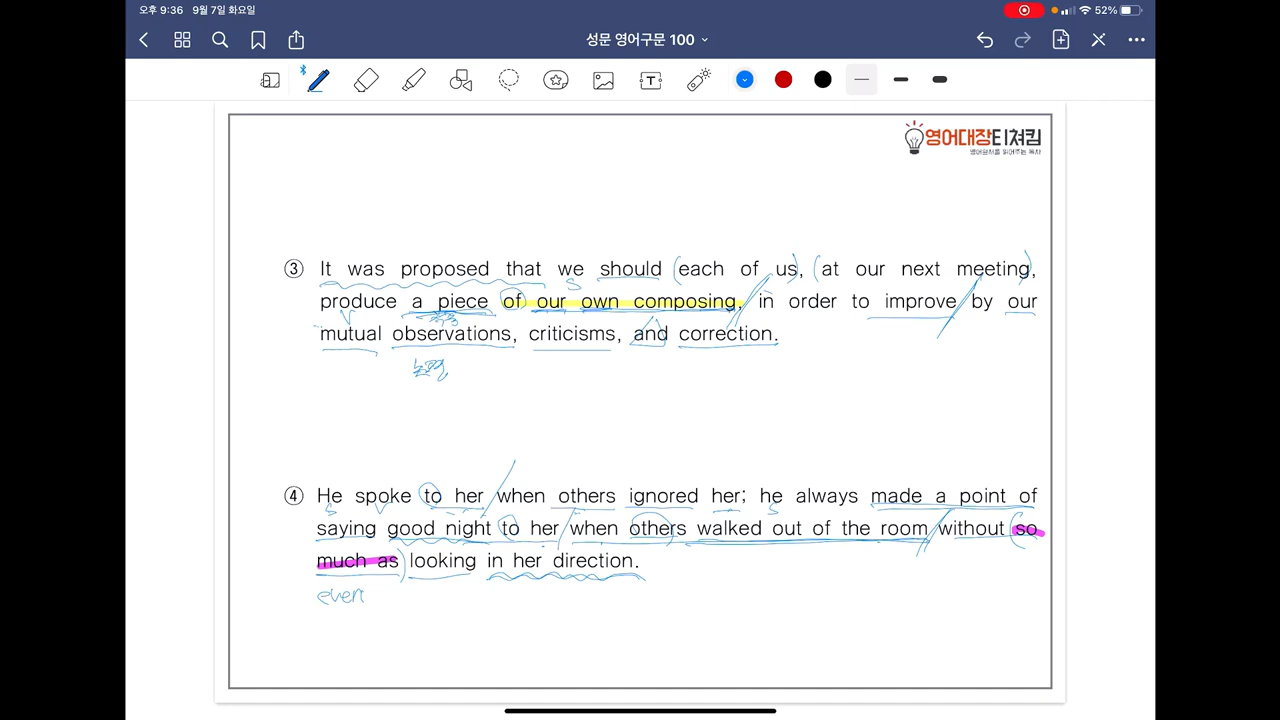 오후 9:36 9월 7일 화요일
52%
성문 영어구문 100
영어대장티쳐킴
③ It was proposed that we should (each of us), (at our next meeting),
S
produce a piece of our own composing, in order to improve by our
V
mutual observations, criticisms, and correction.
논평
④ He spoke to her when others ignored her; he always made a point of
S V S
saying good night to her when others walked out of the room without (so
much as) looking in her direction.
even